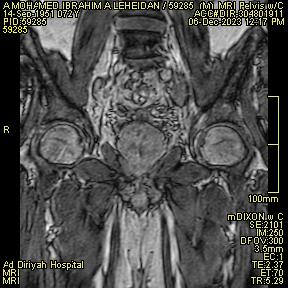 A MOHAMED IBRAHIM A LEHEIDAN / 59285 (M) MRI Pelvis w/C
14-Sep-1951 072Y ACC#DIR:304801911
PID:59285 06-Dec-2023 12:17 PM
59285
R
100mm
mDIXON w C
SE:2101
IM:250
DFOV:300
3.5mm
EC:1
Ad Diriyah Hospital TE:2.37
MRI ET:70
MRI TR:5.29